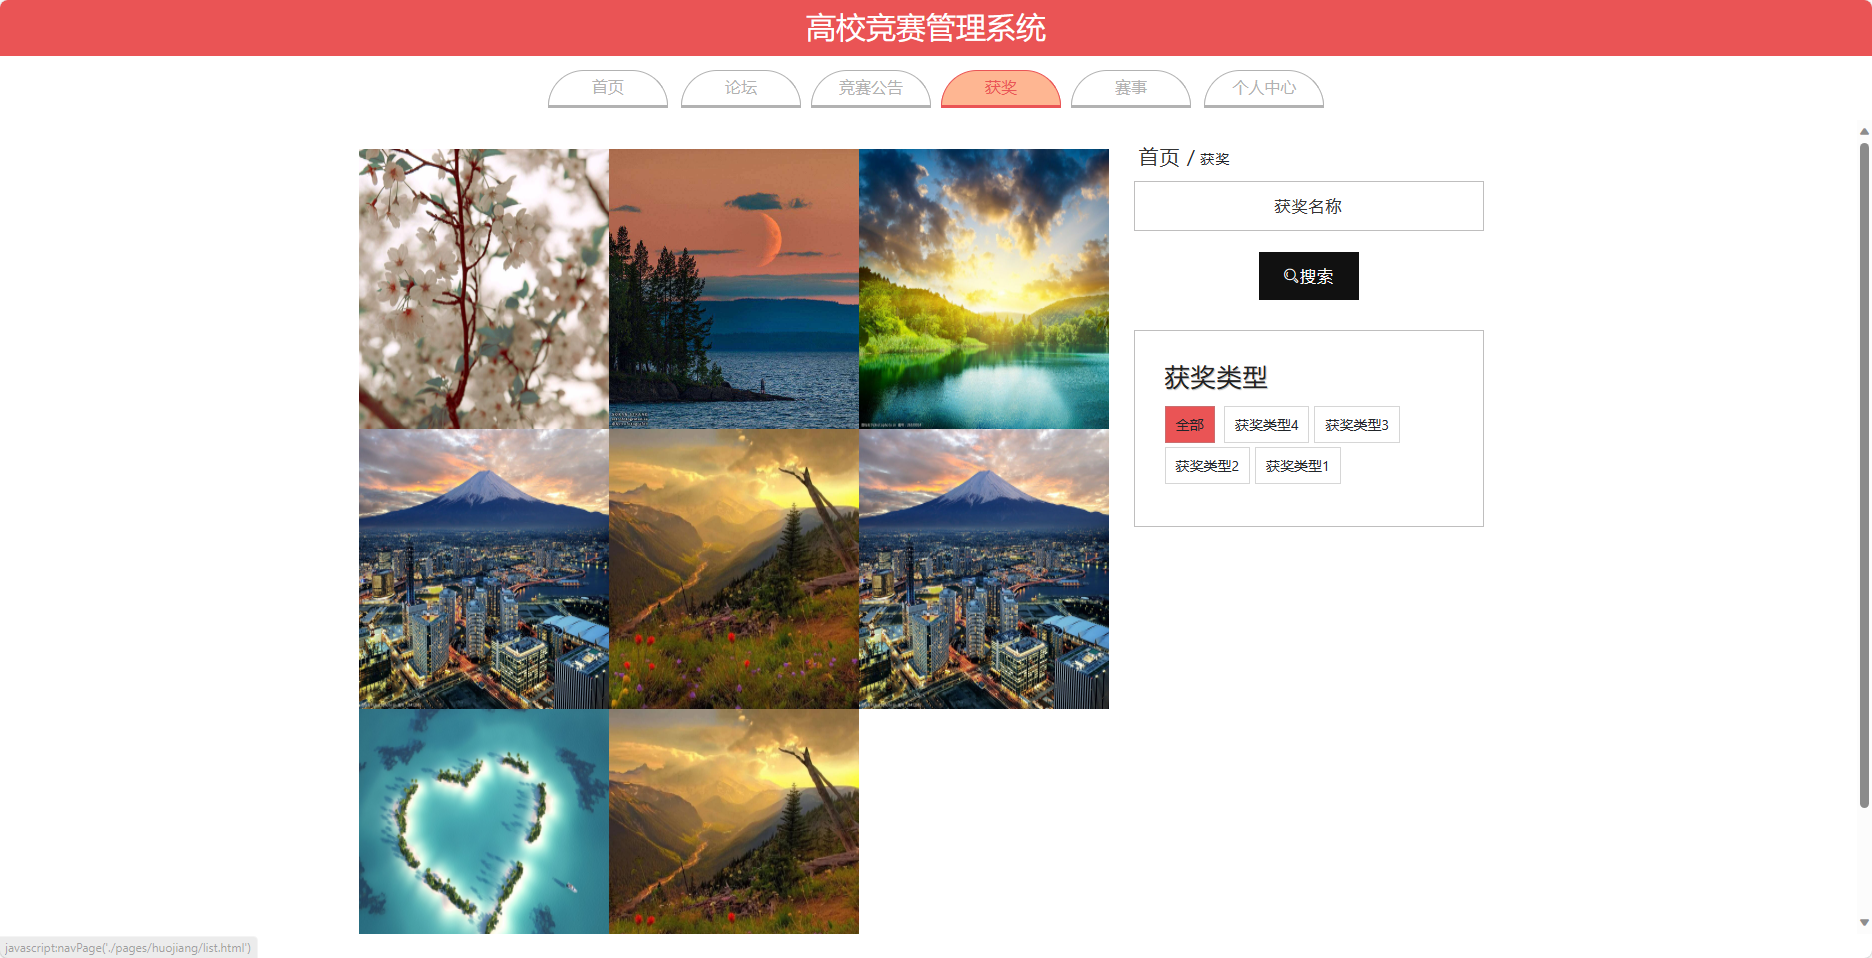 高校竞赛管理系统
首页 论坛 竞赛公告 获奖 赛事 个人中心
首页 / 获奖
获奖名称
搜索
获奖类型
全部 获奖类型4 获奖类型3
获奖类型2 获奖类型1
javascript:navPage('./pages/huojiang/list.html')